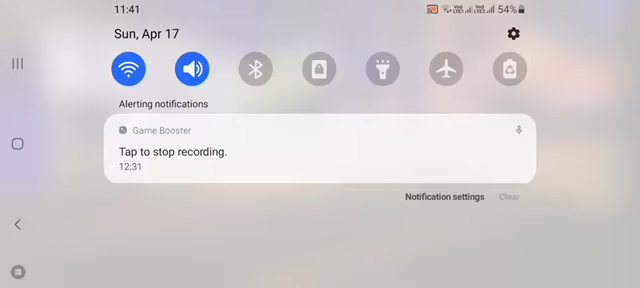 11:41
54%
Sun, Apr 17
Alerting notifications
Game Booster
Tap to stop recording.
12:31
Notification settings
Clear